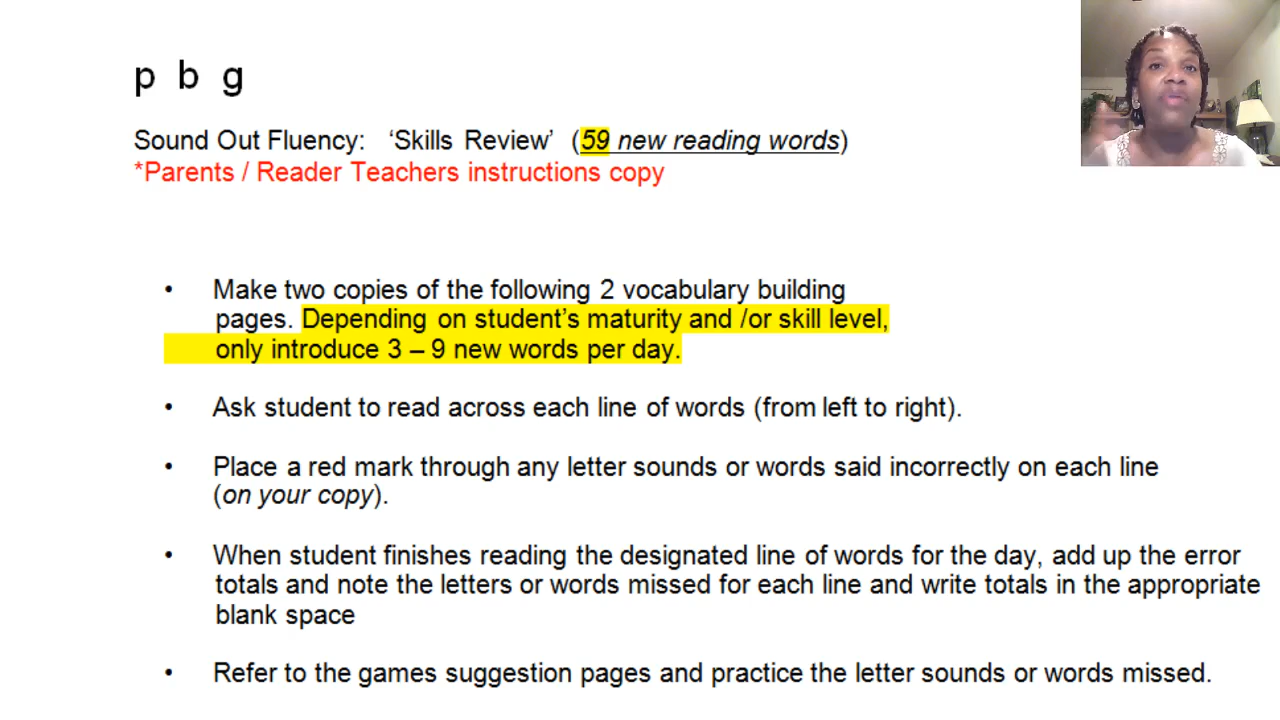 p b g
Sound Out Fluency: ‘Skills Review’ (59 new reading words)
*Parents / Reader Teachers instructions copy
• Make two copies of the following 2 vocabulary building
pages. Depending on student’s maturity and /or skill level,
only introduce 3 – 9 new words per day.
• Ask student to read across each line of words (from left to right).
• Place a red mark through any letter sounds or words said incorrectly on each line
(on your copy).
• When student finishes reading the designated line of words for the day, add up the error
totals and note the letters or words missed for each line and write totals in the appropriate
blank space
• Refer to the games suggestion pages and practice the letter sounds or words missed.